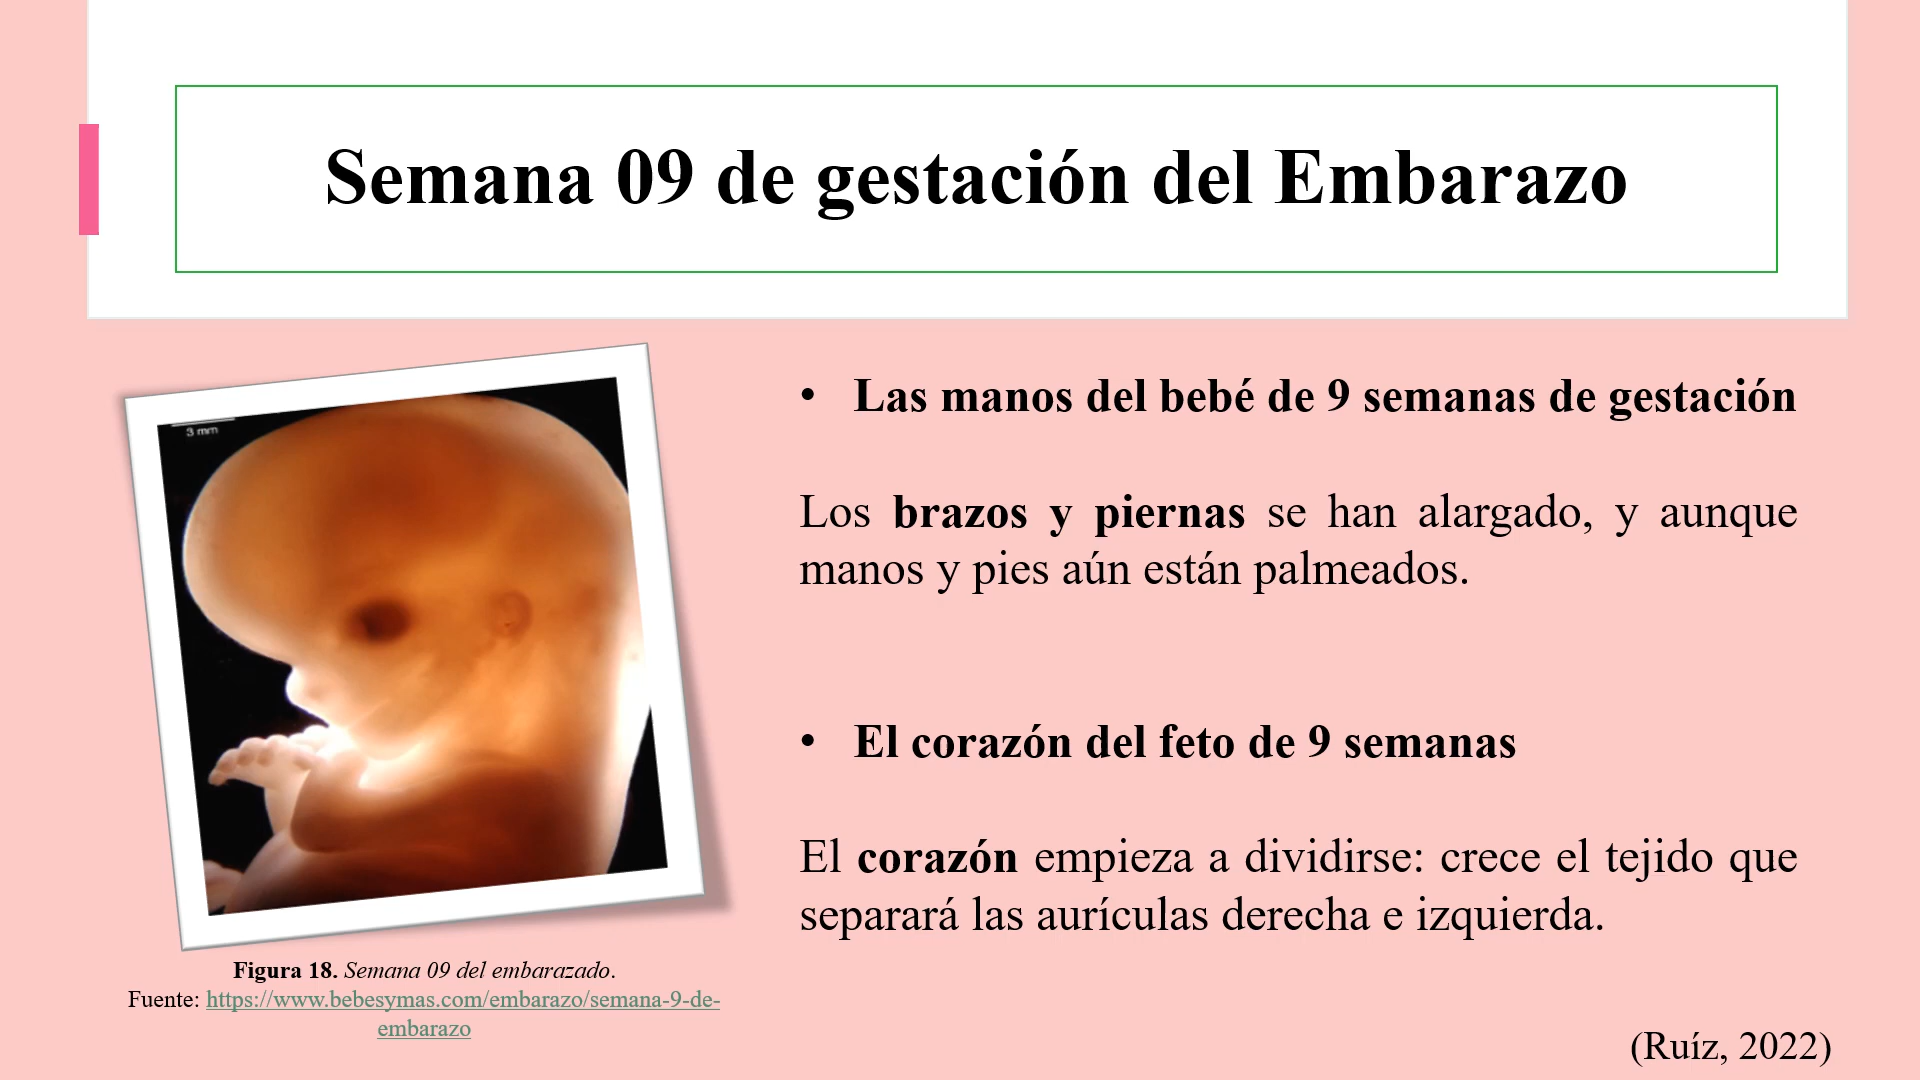 Semana 09 de gestación del Embarazo
3 mm
• Las manos del bebé de 9 semanas de gestación
Los brazos y piernas se han alargado, y aunque
manos y pies aún están palmeados.
• El corazón del feto de 9 semanas
El corazón empieza a dividirse: crece el tejido que
separará las aurículas derecha e izquierda.
Figura 18. Semana 09 del embarazado.
Fuente: https://www.bebesymas.com/embarazo/semana-9-de-
embarazo
(Ruíz, 2022)